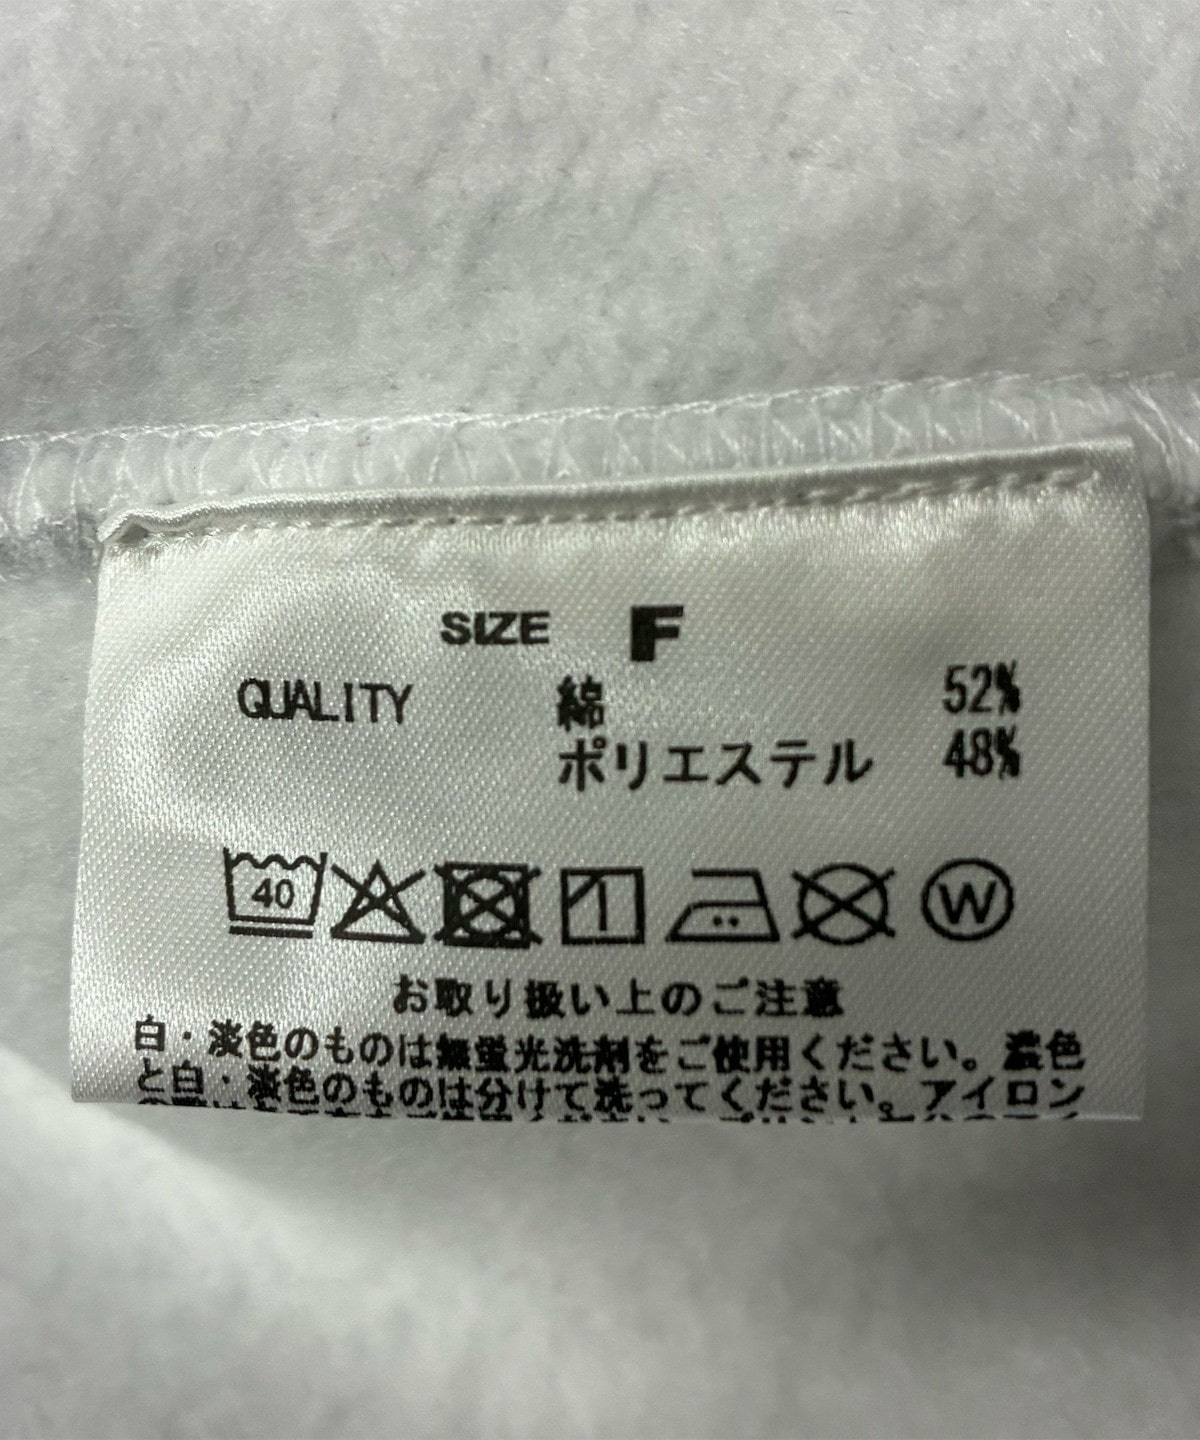 SIZE F
QUALITY 綿 52%
ポリエステル 48%
40 W
お取り扱い上のご注意
白・淡色のものは無蛍光洗剤をご使用ください。濃色
と白・淡色のものは分けて洗ってください。アイロン